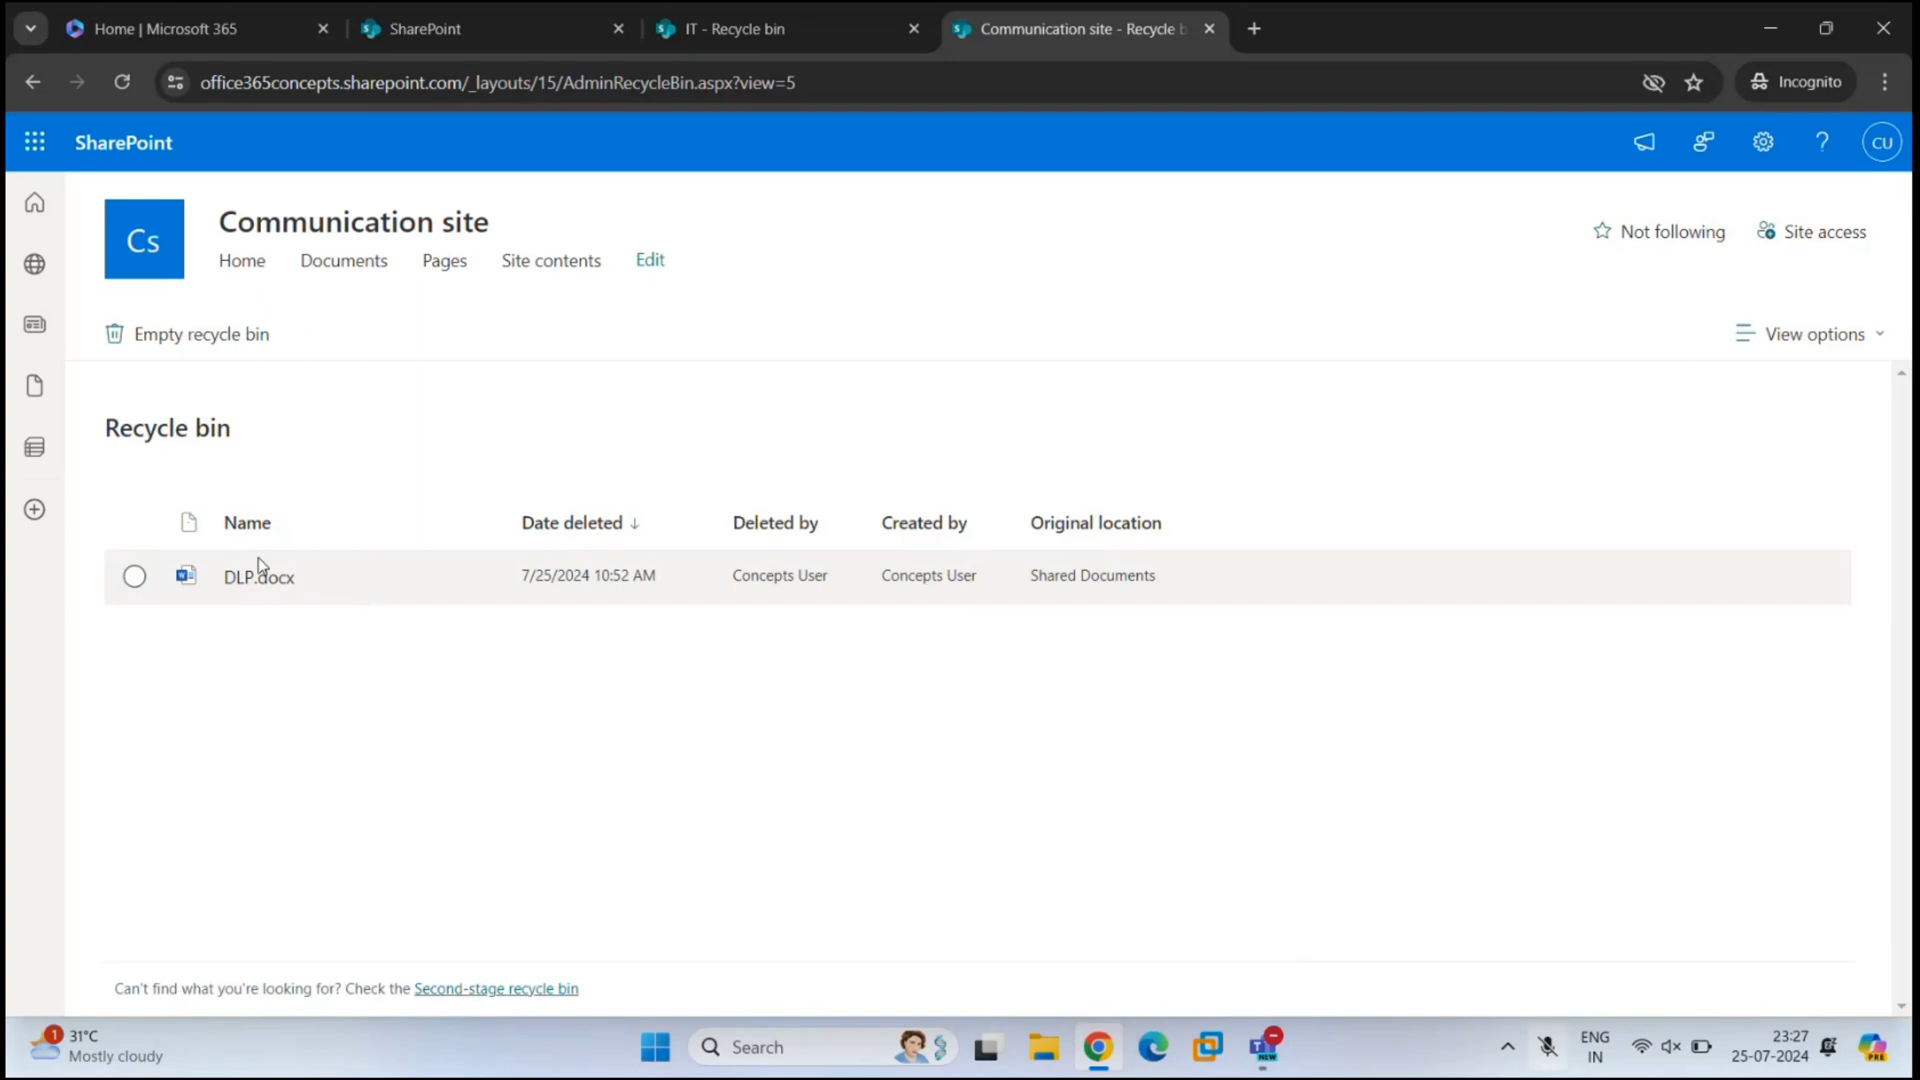 Home | Microsoft 365
SharePoint
IT - Recycle bin
Communication site - Recycle b
office365concepts.sharepoint.com/_layouts/15/AdminRecycleBin.aspx?view=5
Incognito
SharePoint
CU
Cs
Communication site
Not following
Site access
Home
Documents
Pages
Site contents
Edit
Empty recycle bin
View options
Recycle bin
Name
Date deleted ↓
Deleted by
Created by
Original location
DLP.docx
7/25/2024 10:52 AM
Concepts User
Concepts User
Shared Documents
Can't find what you're looking for? Check the Second-stage recycle bin
1
31°C
Mostly cloudy
Search
NEW
ENG
IN
23:27
25-07-2024
PRE